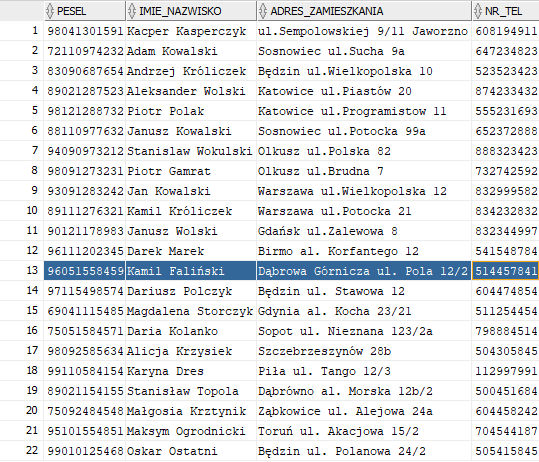 PESEL IMIE_NAZWISKO ADRES_ZAMIESZKANIA NR_TEL
1 98041301591 Kacper Kasperczyk ul.Sempolowskiej 9/11 Jaworzno 608194911
2 72110974232 Adam Kowalski Sosnowiec ul.Sucha 9a 647234823
3 83090687654 Andrzej Króliczek Będzin ul.Wielkopolska 10 523523423
4 89021287523 Aleksander Wolski Katowice ul.Piastów 20 874233432
5 98121288732 Piotr Polak Katowice ul.Programistow 11 555231693
6 88110977632 Janusz Kowalski Sosnowiec ul.Potocka 99a 652372888
7 94090973212 Stanislaw Wokulski Olkusz ul.Polska 82 888323423
8 98091273231 Piotr Gamrat Olkusz ul.Brudna 7 732742592
9 93091283242 Jan Kowalski Warszawa ul.Wielkopolska 12 832999582
10 89111276321 Kamil Króliczek Warszawa ul.Potocka 21 834232832
11 90121178983 Janusz Wolski Gdańsk ul.Zalewowa 8 832344997
12 96111202345 Darek Marek Birmo al. Korfantego 12 541548784
13 96051558459 Kamil Faliński Dąbrowa Górnicza ul. Pola 12/2 514457841
14 97115498574 Dariusz Polczyk Będzin ul. Stawowa 12 604474854
15 69041115485 Magdalena Storczyk Gdynia al. Kocha 23/21 511254454
16 75051584571 Daria Kolanko Sopot ul. Nieznana 123/2a 798884514
17 98092585634 Alicja Krzysiek Szczebrzeszynów 28b 504305845
18 99110584154 Karyna Dres Piła ul. Tango 12/3 112997991
19 89021154155 Stanisław Topola Dąbrówno al. Morska 12b/2 500451684
20 75092484548 Małgosia Krztynik Ząbkowice ul. Alejowa 24a 604458242
21 95101554851 Maksym Ogrodnicki Toruń ul. Akacjowa 15/2 704544187
22 99010125468 Oskar Ostatni Będzin ul. Polanowa 24/2 505415845